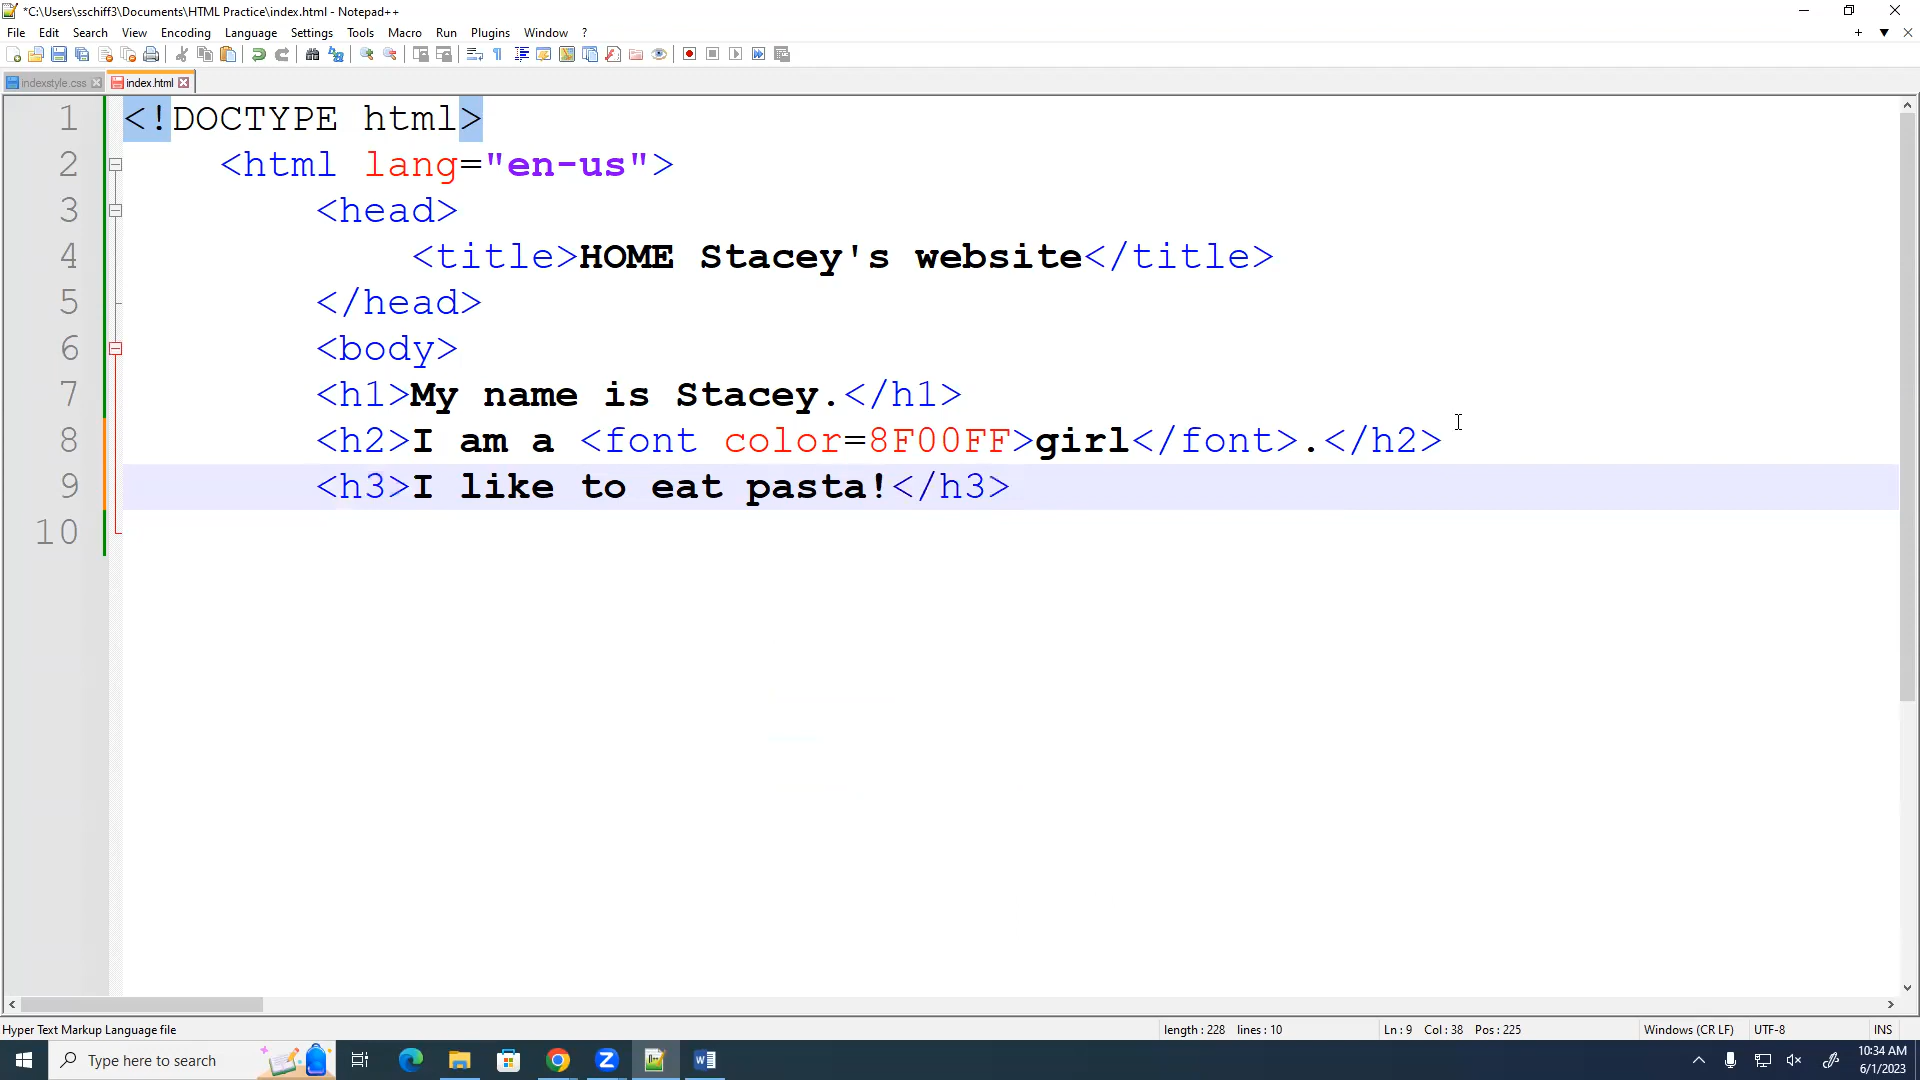 *C:\Users\sschiff3\Documents\HTML Practice\index.html - Notepad++
File Edit Search View Encoding Language Settings Tools Macro Run Plugins Window ?
indexstyle.css index.html
1 <!DOCTYPE html>
2 <html lang="en-us">
3 <head>
4 <title>HOME Stacey's website</title>
5 </head>
6 <body>
7 <h1>My name is Stacey.</h1>
8 <h2>I am a <font color=8F00FF>girl</font>.</h2>
9 <h3>I like to eat pasta!</h3>
10
Hyper Text Markup Language file length : 228 lines : 10 Ln : 9 Col : 38 Pos : 225 Windows (CR LF) UTF-8 INS
Type here to search 10:34 AM
6/1/2023